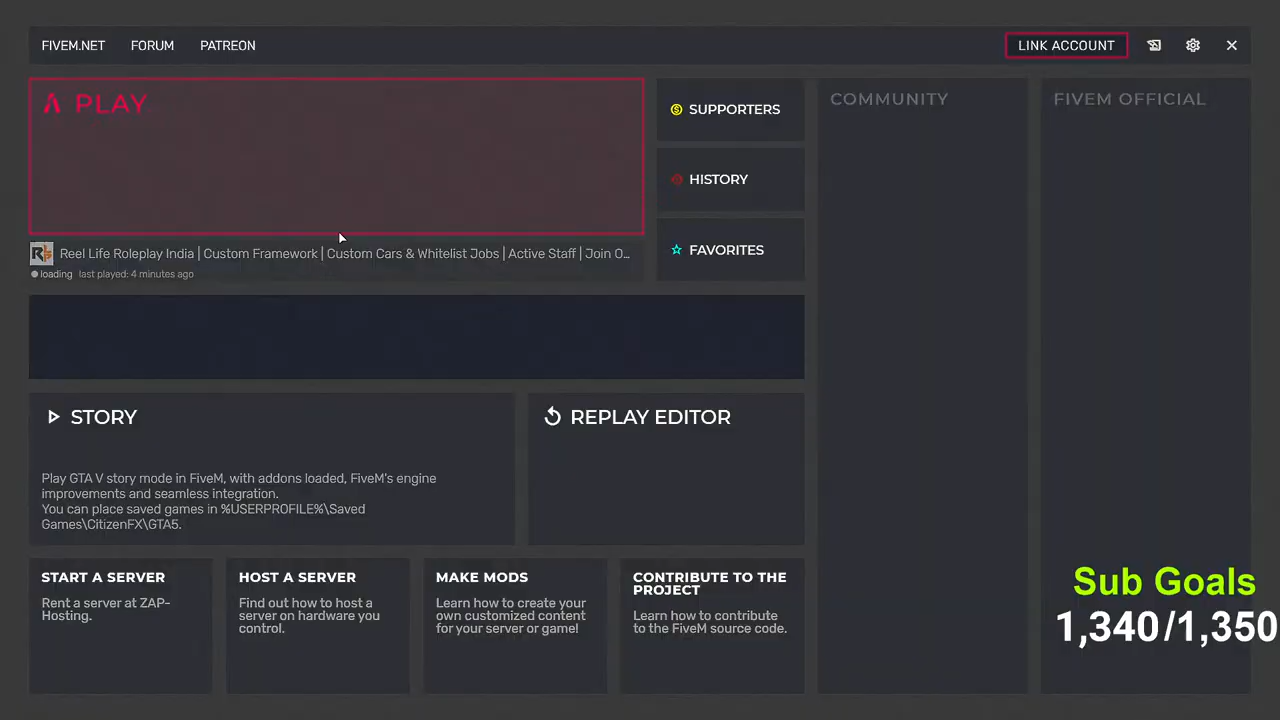 FIVEM.NET FORUM PATREON LINK ACCOUNT
PLAY
Reel Life Roleplay India | Custom Framework | Custom Cars & Whitelist Jobs | Active Staff | Join O...
loading last played: 4 minutes ago
SUPPORTERS
HISTORY
FAVORITES
COMMUNITY
FIVEM OFFICIAL
STORY
Play GTA V story mode in FiveM, with addons loaded, FiveM's engine
improvements and seamless integration.
You can place saved games in %USERPROFILE%\Saved
Games\CitizenFX\GTA5.
REPLAY EDITOR
START A SERVER
Rent a server at ZAP-
Hosting.
HOST A SERVER
Find out how to host a
server on hardware you
control.
MAKE MODS
Learn how to create your
own customized content
for your server or game!
CONTRIBUTE TO THE
PROJECT
Learn how to contribute
to the FiveM source code.
Sub Goals
1,340/1,350